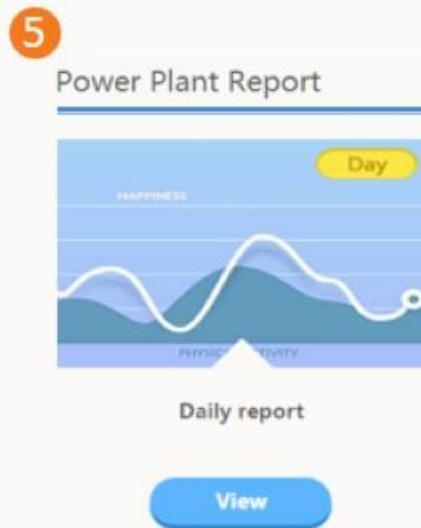 5
Power Plant Report
Day
HAPPINESS
Daily report
View